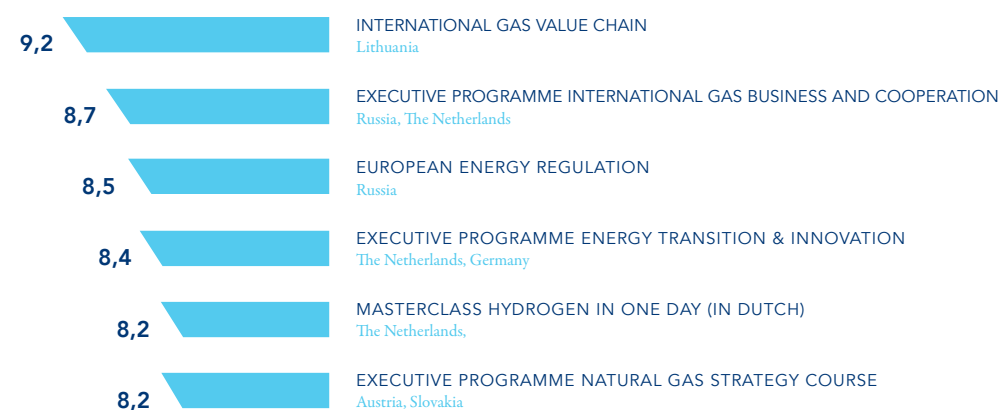 9,2
INTERNATIONAL GAS VALUE CHAIN
Lithuania
8,7
EXECUTIVE PROGRAMME INTERNATIONAL GAS BUSINESS AND COOPERATION
Russia, The Netherlands
8,5
EUROPEAN ENERGY REGULATION
Russia
8,4
EXECUTIVE PROGRAMME ENERGY TRANSITION & INNOVATION
The Netherlands, Germany
8,2
MASTERCLASS HYDROGEN IN ONE DAY (IN DUTCH)
The Netherlands,
8,2
EXECUTIVE PROGRAMME NATURAL GAS STRATEGY COURSE
Austria, Slovakia